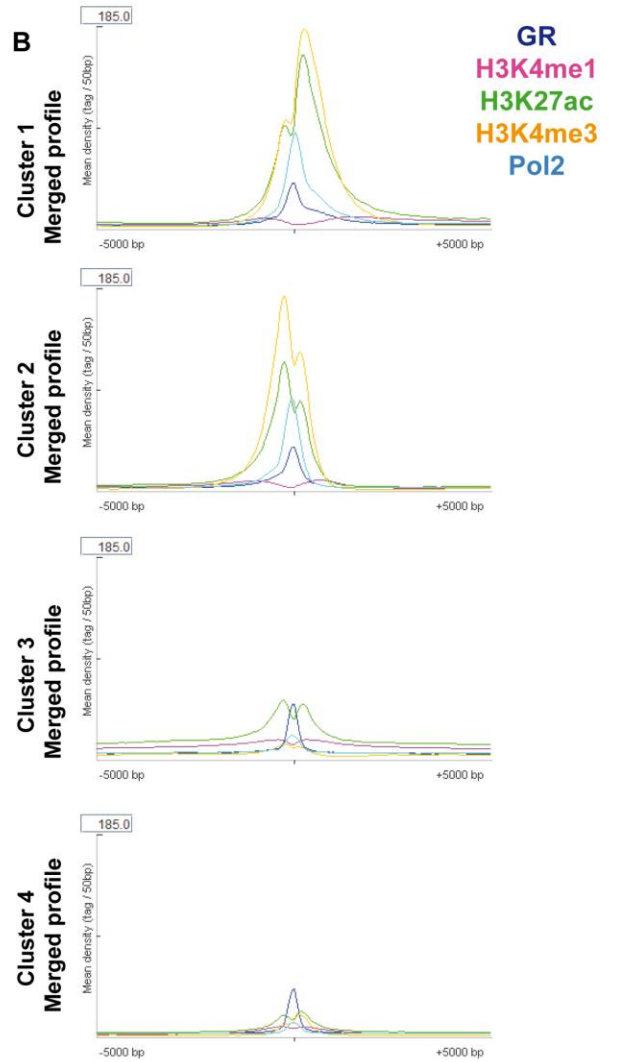 B
GR
H3K4me1
H3K27ac
H3K4me3
Pol2
Cluster 1
Merged profile
185.0
Mean density (tag / 50bp)
-5000 bp
+5000 bp
Cluster 2
Merged profile
185.0
Mean density (tag / 50bp)
-5000 bp
+5000 bp
Cluster 3
Merged profile
185.0
Mean density (tag / 50bp)
-5000 bp
+5000 bp
Cluster 4
Merged profile
185.0
Mean density (tag / 50bp)
-5000 bp
+5000 bp